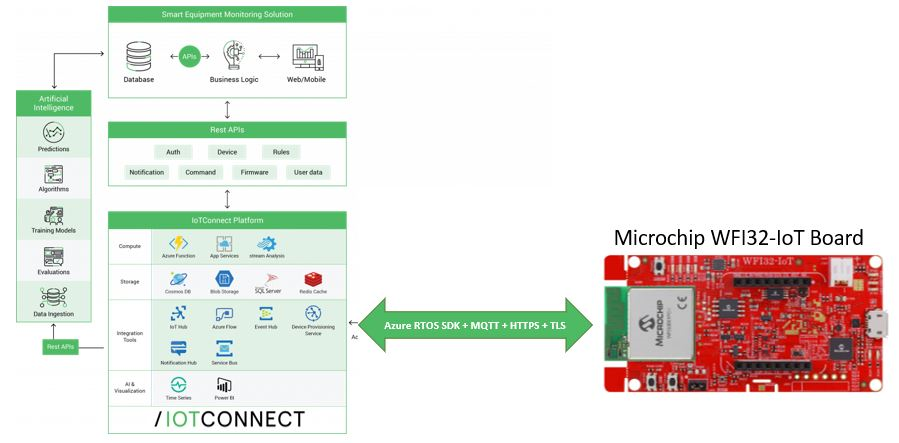 Smart Equipment Monitoring Solution
Database
APIs
Business Logic
Web/Mobile
Artificial
Intelligence
Predictions
Algorithms
Training Models
Evaluations
Data Ingestion
Rest APIs
Rest APIs
Auth
Device
Rules
Notification
Command
Firmware
User data
IoTConnect Platform
Compute
Azure Function
App Services
stream Analysis
Storage
Cosmos DB
Blob Storage
SQL Server
Redis Cache
Integration
Tools
IoT Hub
Azure Flow
Event Hub
Device Provisioning
Service
Notification Hub
Service Bus
AI &
Visualization
Time Series
Power BI
/IOTCONNECT
Ac
Azure RTOS SDK + MQTT + HTTPS + TLS
Microchip WFI32-IoT Board
WFI32-IoT
MICROCHIP